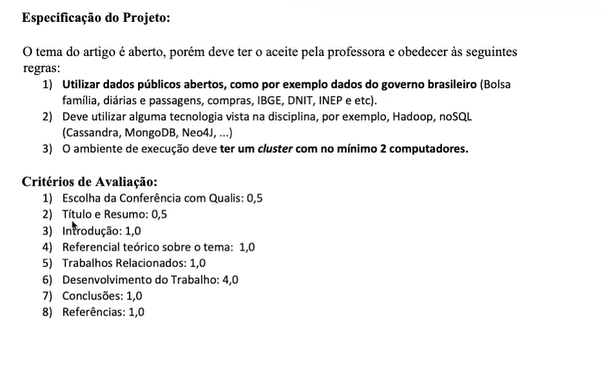 Especificação do Projeto:
O tema do artigo é aberto, porém deve ter o aceite pela professora e obedecer às seguintes
regras:
1) Utilizar dados públicos abertos, como por exemplo dados do governo brasileiro (Bolsa
família, diárias e passagens, compras, IBGE, DNIT, INEP e etc).
2) Deve utilizar alguma tecnologia vista na disciplina, por exemplo, Hadoop, noSQL
(Cassandra, MongoDB, Neo4J, ...)
3) O ambiente de execução deve ter um cluster com no mínimo 2 computadores.
Critérios de Avaliação:
1) Escolha da Conferência com Qualis: 0,5
2) Título e Resumo: 0,5
3) Introdução: 1,0
4) Referencial teórico sobre o tema: 1,0
5) Trabalhos Relacionados: 1,0
6) Desenvolvimento do Trabalho: 4,0
7) Conclusões: 1,0
8) Referências: 1,0